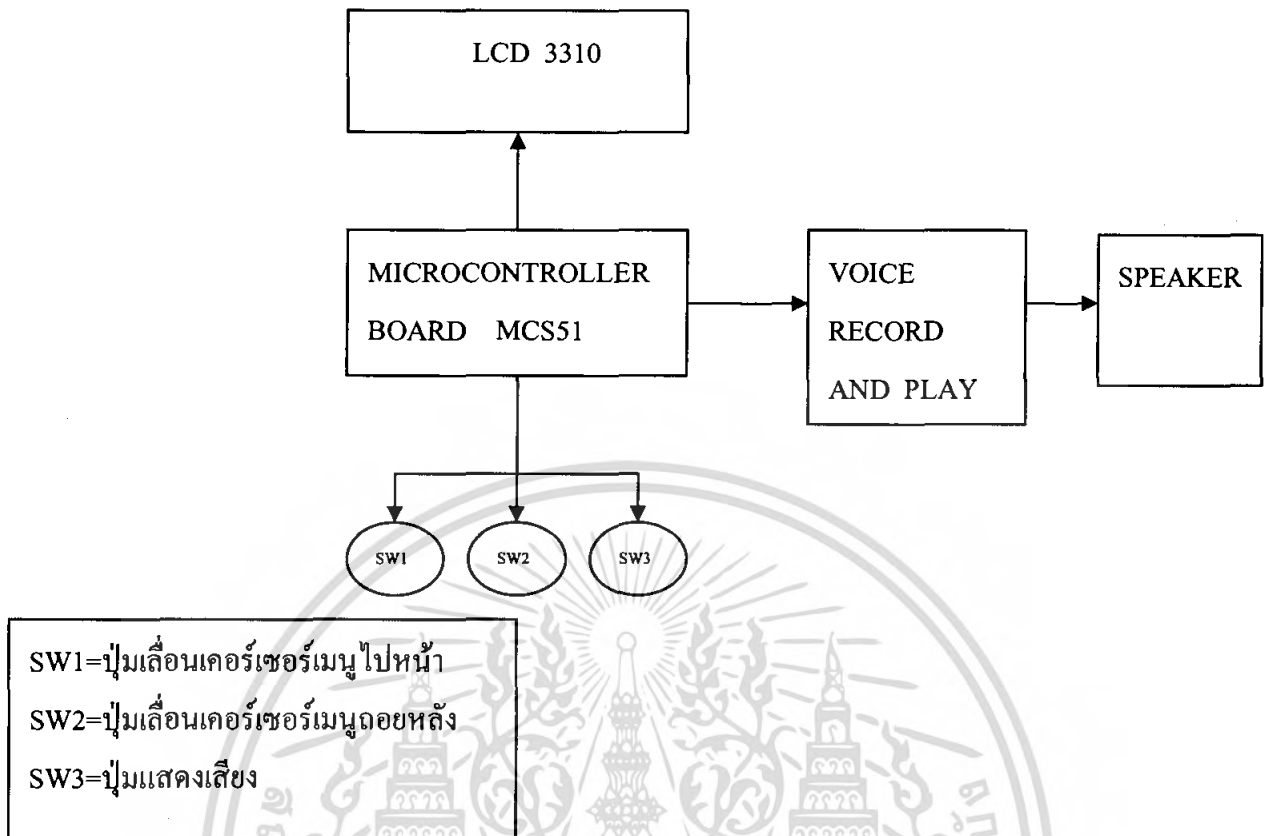 LCD 3310
MICROCONTROLLER
BOARD MCS51
VOICE
RECORD
AND PLAY
SPEAKER
SW1
SW2
SW3
SW1=ปุ่มเลื่อนเคอร์เซอร์เมนูไปหน้า
SW2=ปุ่มเลื่อนเคอร์เซอร์เมนูถอยหลัง
SW3=ปุ่มแสดงเสียง